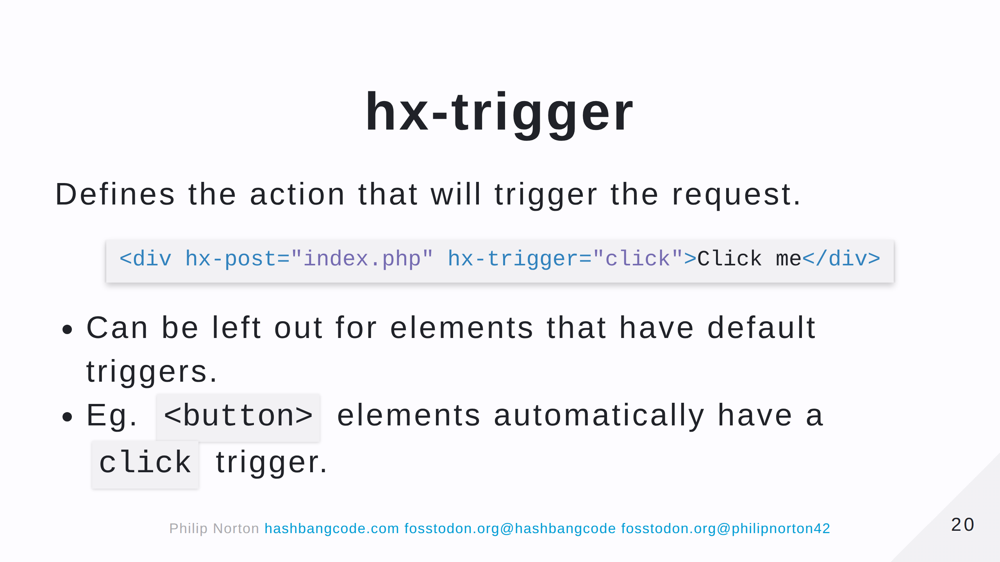 hx-trigger
Defines the action that will trigger the request.
<div hx-post="index.php" hx-trigger="click">Click me</div>
• Can be left out for elements that have default
triggers.
• Eg. <button> elements automatically have a
click trigger.
Philip Norton hashbangcode.com fosstodon.org@hashbangcode fosstodon.org@philipnorton42
20